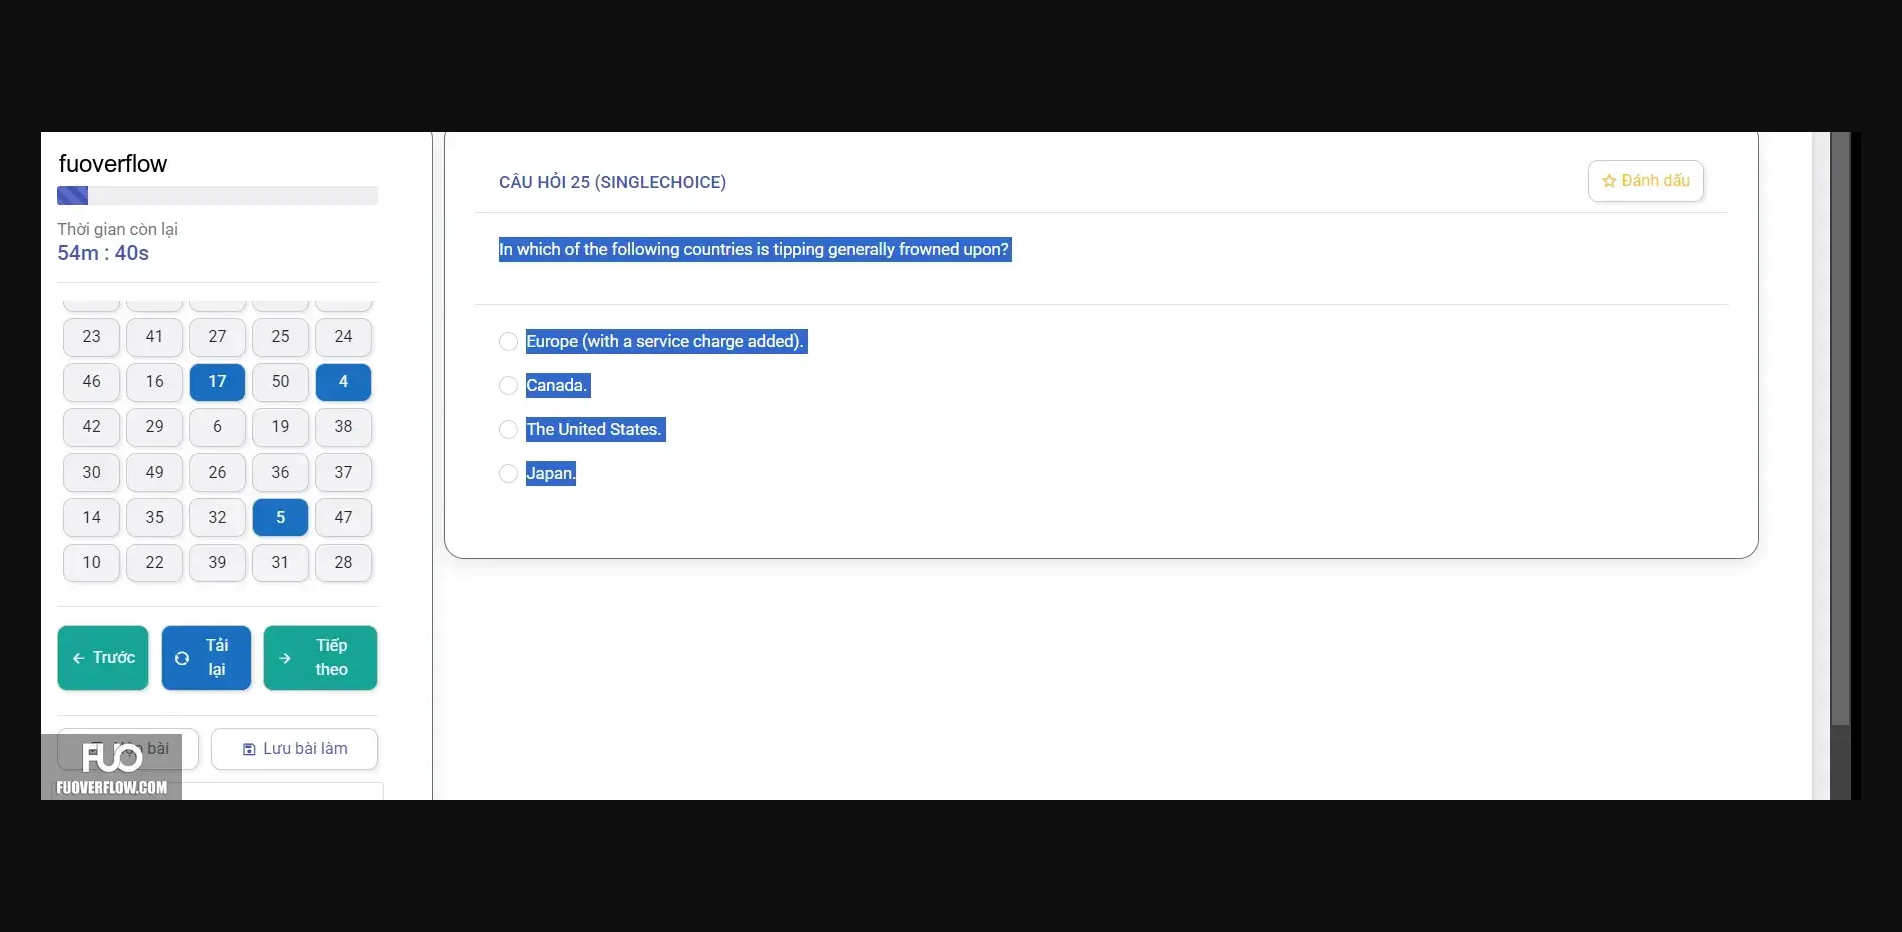 fuoverflow
Thời gian còn lại
54m : 40s
23 41 27 25 24
46 16 17 50 4
42 29 6 19 38
30 49 26 36 37
14 35 32 5 47
10 22 39 31 28
Trước
Tải lại
Tiếp theo
bài
Lưu bài làm
FUO
FUOVERFLOW.COM
CÂU HỎI 25 (SINGLECHOICE)
Đánh dấu
In which of the following countries is tipping generally frowned upon?
Europe (with a service charge added).
Canada.
The United States.
Japan.